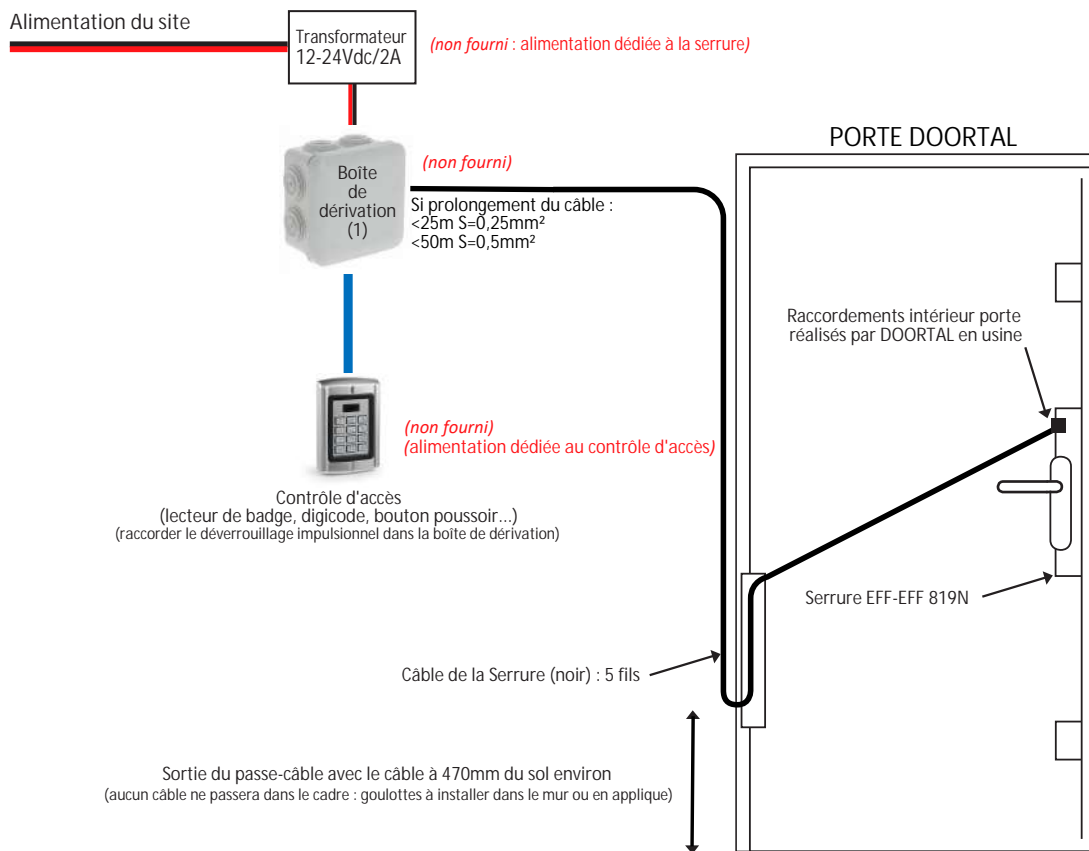 Alimentation du site
Transformateur
12-24Vdc/2A
(non fourni : alimentation dédiée à la serrure)
PORTE DOORTAL
Boîte
de
dérivation
(1)
(non fourni)
Si prolongement du câble :
<25m S=0,25mm²
<50m S=0,5mm²
Raccordements intérieur porte
réalisés par DOORTAL en usine
(non fourni)
(alimentation dédiée au contrôle d'accès)
Contrôle d'accès
(lecteur de badge, digicode, bouton poussoir...)
(raccorder le déverrouillage impulsionnel dans la boîte de dérivation)
Serrure EFF-EFF 819N
Câble de la Serrure (noir) : 5 fils
Sortie du passe-câble avec le câble à 470mm du sol environ
(aucun câble ne passera dans le cadre : goulottes à installer dans le mur ou en applique)